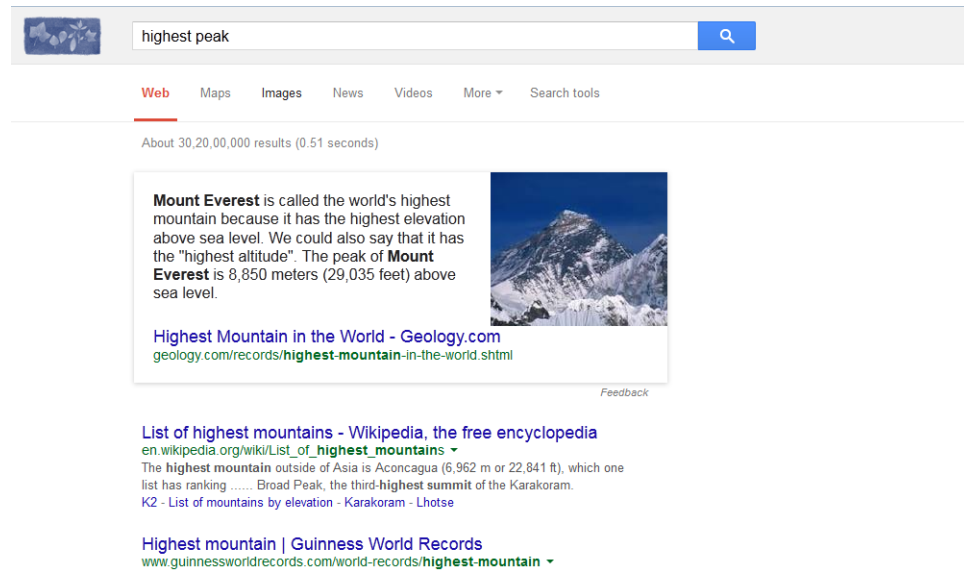 highest peak
Web Maps Images News Videos More Search tools
About 30,20,00,000 results (0.51 seconds)
Mount Everest is called the world's highest
mountain because it has the highest elevation
above sea level. We could also say that it has
the "highest altitude". The peak of Mount
Everest is 8,850 meters (29,035 feet) above
sea level.
Highest Mountain in the World - Geology.com
geology.com/records/highest-mountain-in-the-world.shtml
Feedback
List of highest mountains - Wikipedia, the free encyclopedia
en.wikipedia.org/wiki/List_of_highest_mountains
The highest mountain outside of Asia is Aconcagua (6,962 m or 22,841 ft), which one
list has ranking ...... Broad Peak, the third-highest summit of the Karakoram.
K2 - List of mountains by elevation - Karakoram - Lhotse
Highest mountain | Guinness World Records
www.guinnessworldrecords.com/world-records/highest-mountain